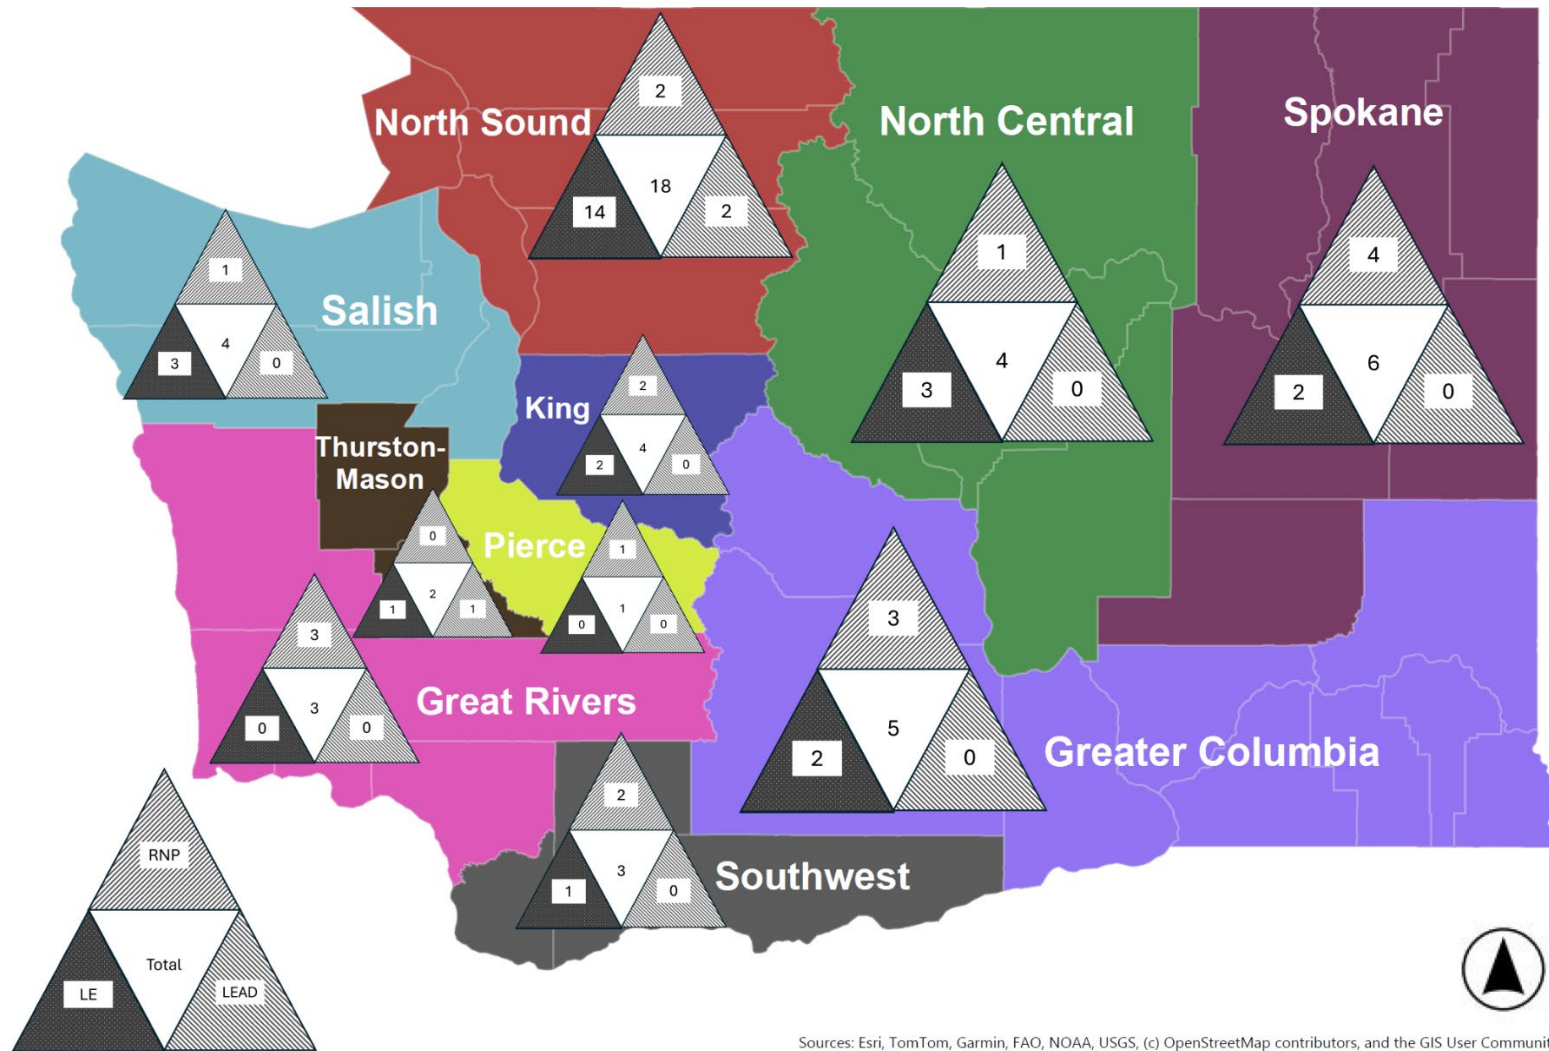 2
North Sound
18
14
2
North Central
1
4
3
0
Spokane
4
6
2
0
1
Salish
4
3
0
King
2
4
2
0
Thurston-
Mason
0
2
1
1
Pierce
1
1
0
0
3
3
0
0
Great Rivers
3
5
2
0
Greater Columbia
2
3
1
0
Southwest
RNP
Total
LE
LEAD
Sources: Esri, TomTom, Garmin, FAO, NOAA, USGS, (c) OpenStreetMap contributors, and the GIS User Communit